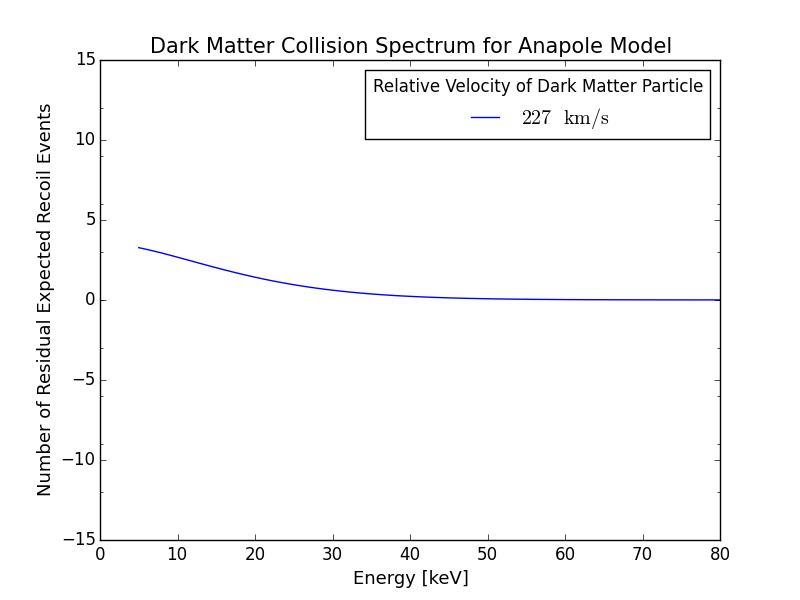 Dark Matter Collision Spectrum for Anapole Model
Relative Velocity of Dark Matter Particle
227 km/s
Number of Residual Expected Recoil Events
15
10
5
0
−5
−10
−15
0 10 20 30 40 50 60 70 80
Energy [keV]